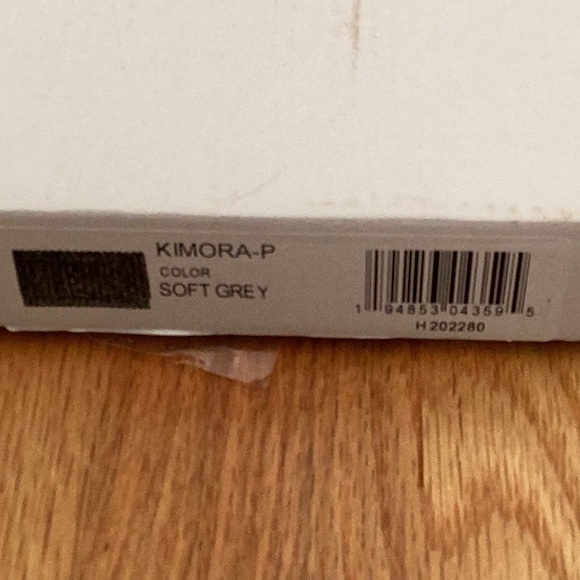 KIMORA-P
COLOR
SOFT GREY
1 94853 04359 5
H 202280